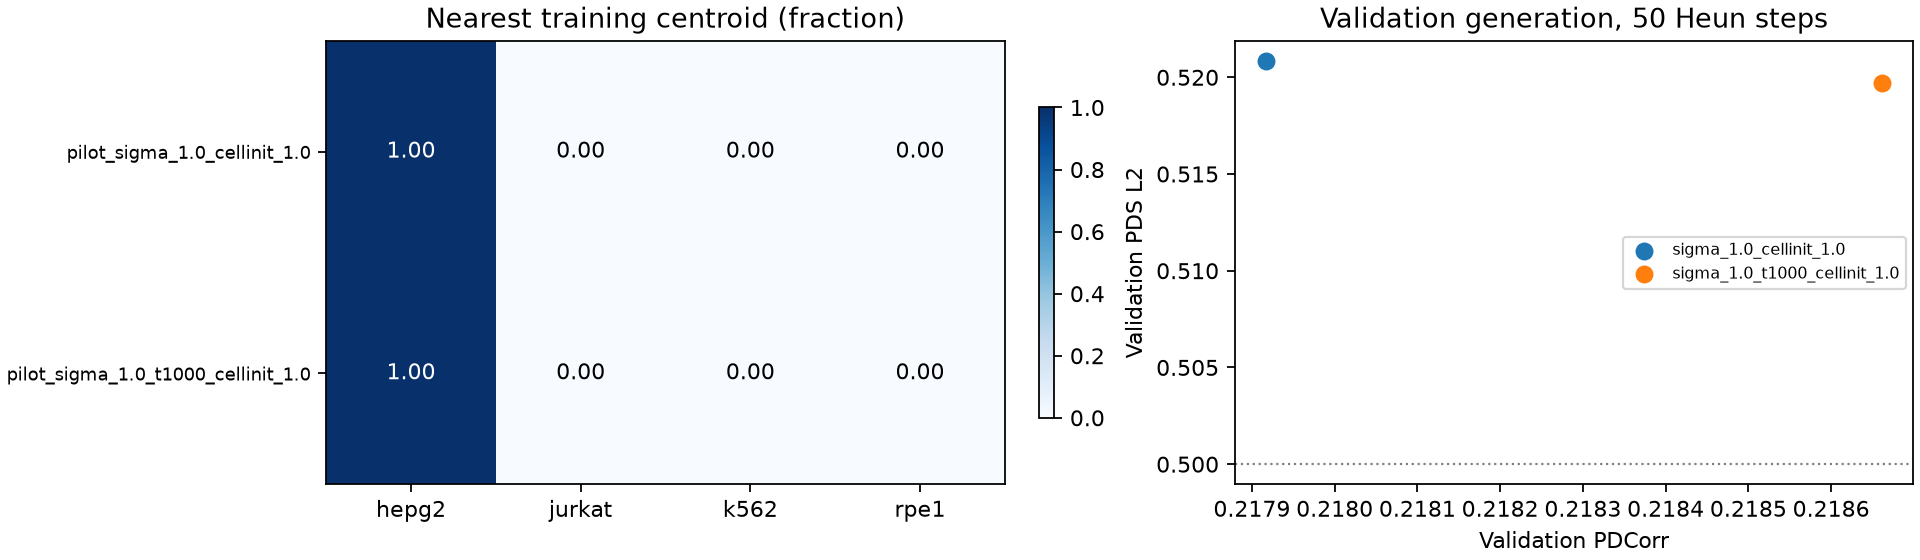 Nearest training centroid (fraction)
pilot_sigma_1.0_cellinit_1.0
1.00 0.00 0.00 0.00
pilot_sigma_1.0_t1000_cellinit_1.0
1.00 0.00 0.00 0.00
hepg2 jurkat k562 rpe1
1.0
0.8
0.6
0.4
0.2
0.0
Validation generation, 50 Heun steps
Validation PDS L2
0.520
0.515
0.510
0.505
0.500
sigma_1.0_cellinit_1.0
sigma_1.0_t1000_cellinit_1.0
0.2179 0.2180 0.2181 0.2182 0.2183 0.2184 0.2185 0.2186
Validation PDCorr